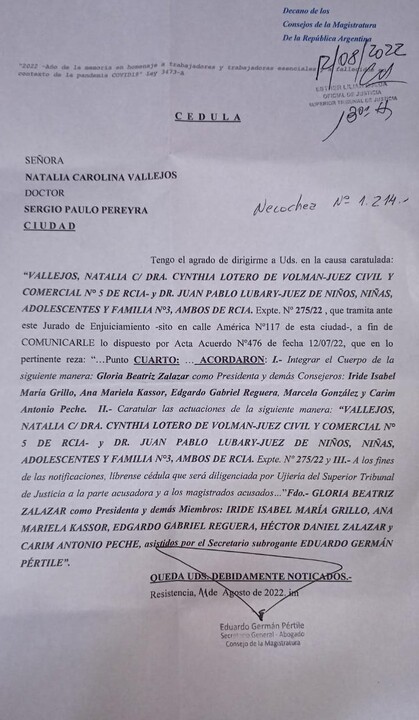 Decano de los
Consejos de la Magistratura
De la República Argentina
"2022 -Año de la memoria en homenaje a trabajadoras y trabajadores esenciales
contexto de la pandemia COVID19" Ley 3473-A
17/08/2022
OFICIAL DE JUSTICIA
SUPERIOR TRIBUNAL DE JUSTICIA
C E D U L A
SEÑORA
NATALIA CAROLINA VALLEJOS
DOCTOR
SERGIO PAULO PEREYRA
C I U D A D
Necochea Nº 1.214.-
Tengo el agrado de dirigirme a Uds. en la causa caratulada:
"VALLEJOS, NATALIA C/ DRA. CYNTHIA LOTERO DE VOLMAN-JUEZ CIVIL Y
COMERCIAL Nº 5 DE RCIA- y DR. JUAN PABLO LUBARY-JUEZ DE NIÑOS, NIÑAS,
ADOLESCENTES Y FAMILIA Nº3, AMBOS DE RCIA. Expte. Nº 275/22, que tramita ante
este Jurado de Enjuiciamiento -sito en calle América Nº117 de esta ciudad-, a fin de
COMUNICARLE lo dispuesto por Acta Acuerdo Nº476 de fecha 12/07/22, que en lo
pertinente reza: "…Punto CUARTO: … ACORDARON: I.- Integrar el Cuerpo de la
siguiente manera: Gloria Beatriz Zalazar como Presidenta y demás Consejeros: Iride Isabel
María Grillo, Ana Mariela Kassor, Edgardo Gabriel Reguera, Marcela González y Carim
Antonio Peche. II.- Caratular las actuaciones de la siguiente manera: "VALLEJOS,
NATALIA C/ DRA. CYNTHIA LOTERO DE VOLMAN-JUEZ CIVIL Y COMERCIAL Nº
5 DE RCIA- y DR. JUAN PABLO LUBARY-JUEZ DE NIÑOS, NIÑAS,
ADOLESCENTES Y FAMILIA Nº3, AMBOS DE RCIA. Expte. Nº 275/22 y III.- A los fines
de las notificaciones, líbrense cédula que será diligenciada por Ujiería del Superior Tribunal
de Justicia a la parte acusadora y a los magistrados acusados…"Fdo.- GLORIA BEATRIZ
ZALAZAR como Presidenta y demás Miembros: IRIDE ISABEL MARÍA GRILLO, ANA
MARIELA KASSOR, EDGARDO GABRIEL REGUERA, HÉCTOR DANIEL ZALAZAR y
CARIM ANTONIO PECHE, asistidos por el Secretario subrogante EDUARDO GERMÁN
PÉRTILE".
QUEDA UDS. DEBIDAMENTE NOTICADOS.-
Resistencia, 11 de Agosto de 2022. im
Eduardo Germán Pértile
Secretario General - Abogado
Consejo de la Magistratura